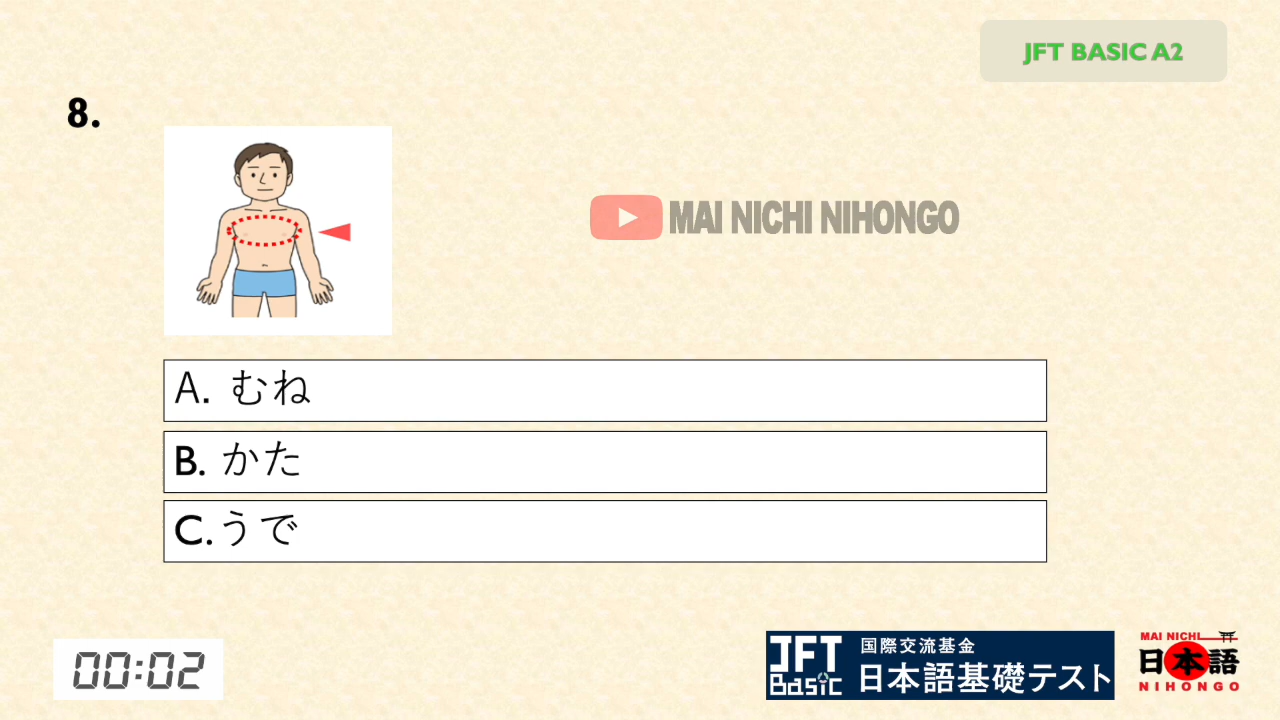 JFT BASIC A2
8.
MAI NICHI NIHONGO
A. むね
B. かた
C.うで
00:02
JFT Basic
国際交流基金
日本語基礎テスト
MAI NICHI
日本語
NIHONGO